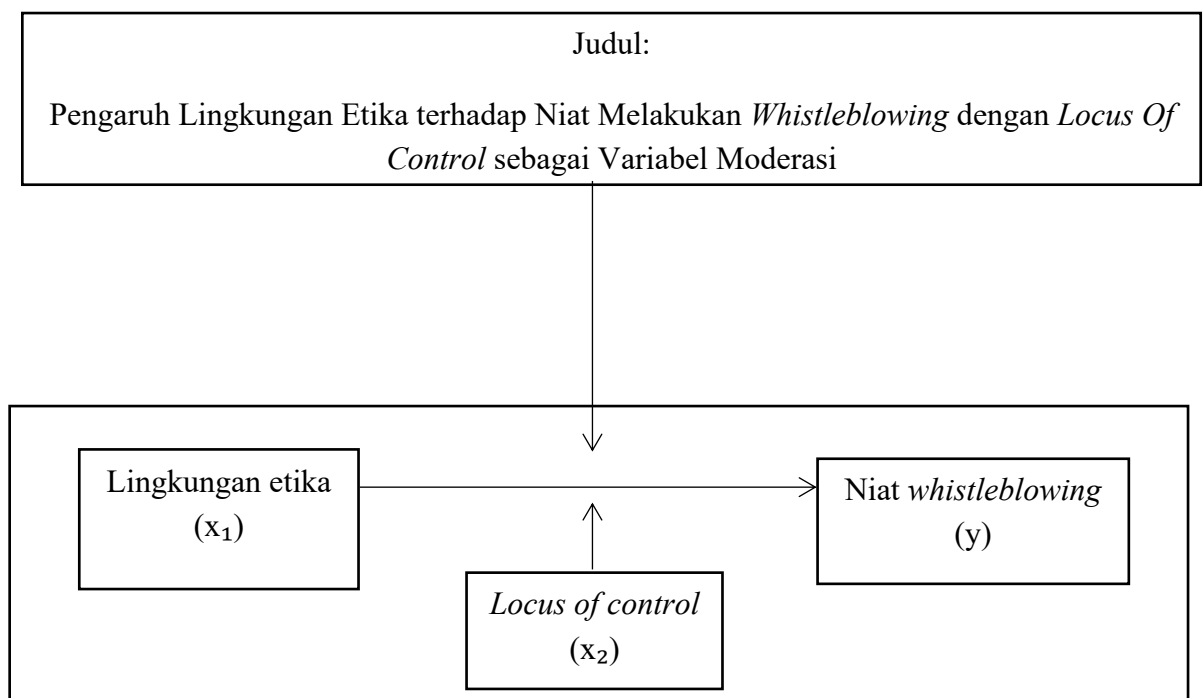 Judul:
Pengaruh Lingkungan Etika terhadap Niat Melakukan Whistleblowing dengan Locus Of
Control sebagai Variabel Moderasi
Lingkungan etika
(x₁)
Niat whistleblowing
(y)
Locus of control
(x₂)